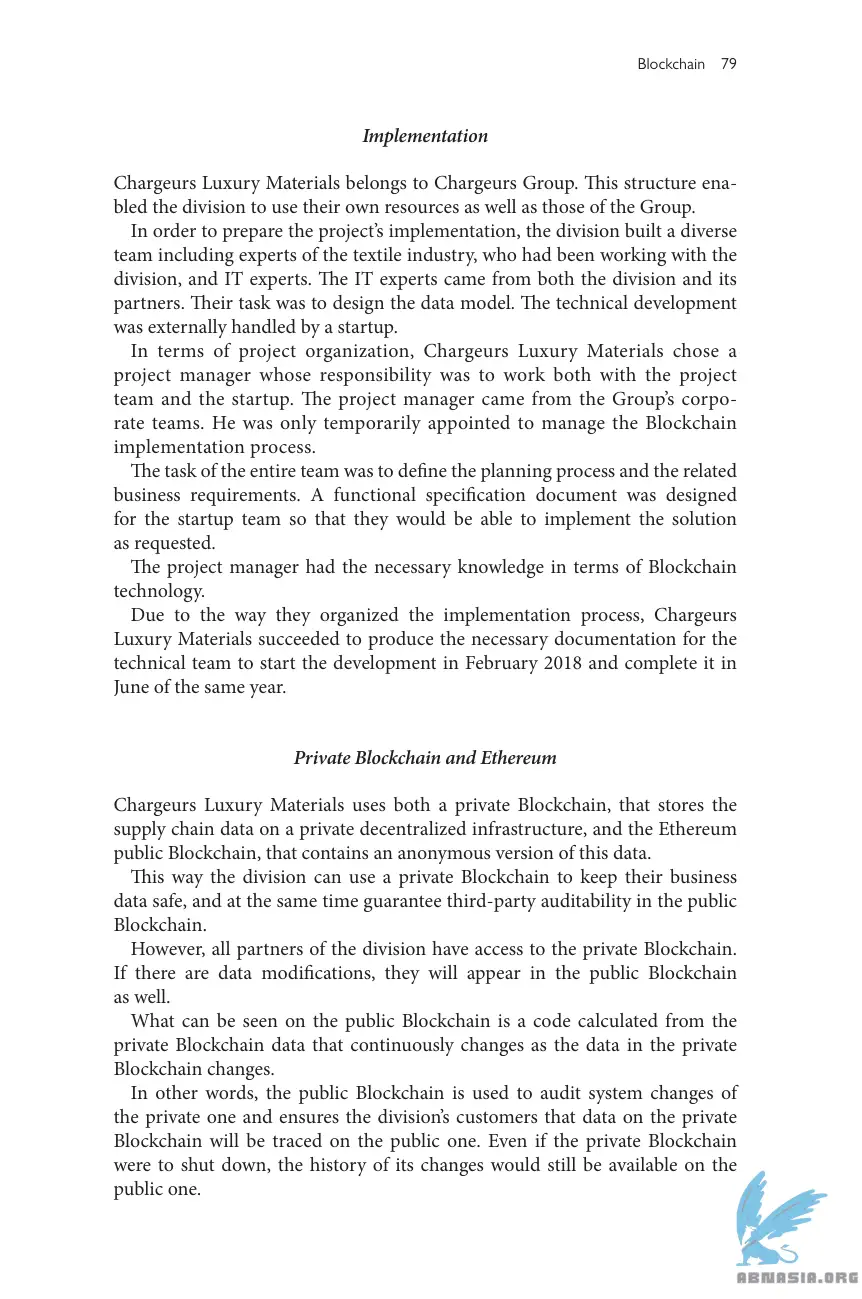 Blockchain 79
Implementation
Chargeurs Luxury Materials belongs to Chargeurs Group. This structure ena-
bled the division to use their own resources as well as those of the Group.
In order to prepare the project’s implementation, the division built a diverse
team including experts of the textile industry, who had been working with the
division, and IT experts. The IT experts came from both the division and its
partners. Their task was to design the data model. The technical development
was externally handled by a startup.
In terms of project organization, Chargeurs Luxury Materials chose a
project manager whose responsibility was to work both with the project
team and the startup. The project manager came from the Group’s corpo-
rate teams. He was only temporarily appointed to manage the Blockchain
implementation process.
The task of the entire team was to define the planning process and the related
business requirements. A functional specification document was designed
for the startup team so that they would be able to implement the solution
as requested.
The project manager had the necessary knowledge in terms of Blockchain
technology.
Due to the way they organized the implementation process, Chargeurs
Luxury Materials succeeded to produce the necessary documentation for the
technical team to start the development in February 2018 and complete it in
June of the same year.
Private Blockchain and Ethereum
Chargeurs Luxury Materials uses both a private Blockchain, that stores the
supply chain data on a private decentralized infrastructure, and the Ethereum
public Blockchain, that contains an anonymous version of this data.
This way the division can use a private Blockchain to keep their business
data safe, and at the same time guarantee third-party auditability in the public
Blockchain.
However, all partners of the division have access to the private Blockchain.
If there are data modifications, they will appear in the public Blockchain
as well.
What can be seen on the public Blockchain is a code calculated from the
private Blockchain data that continuously changes as the data in the private
Blockchain changes.
In other words, the public Blockchain is used to audit system changes of
the private one and ensures the division’s customers that data on the private
Blockchain will be traced on the public one. Even if the private Blockchain
were to shut down, the history of its changes would still be available on the
public one.
ABNASIA.ORG